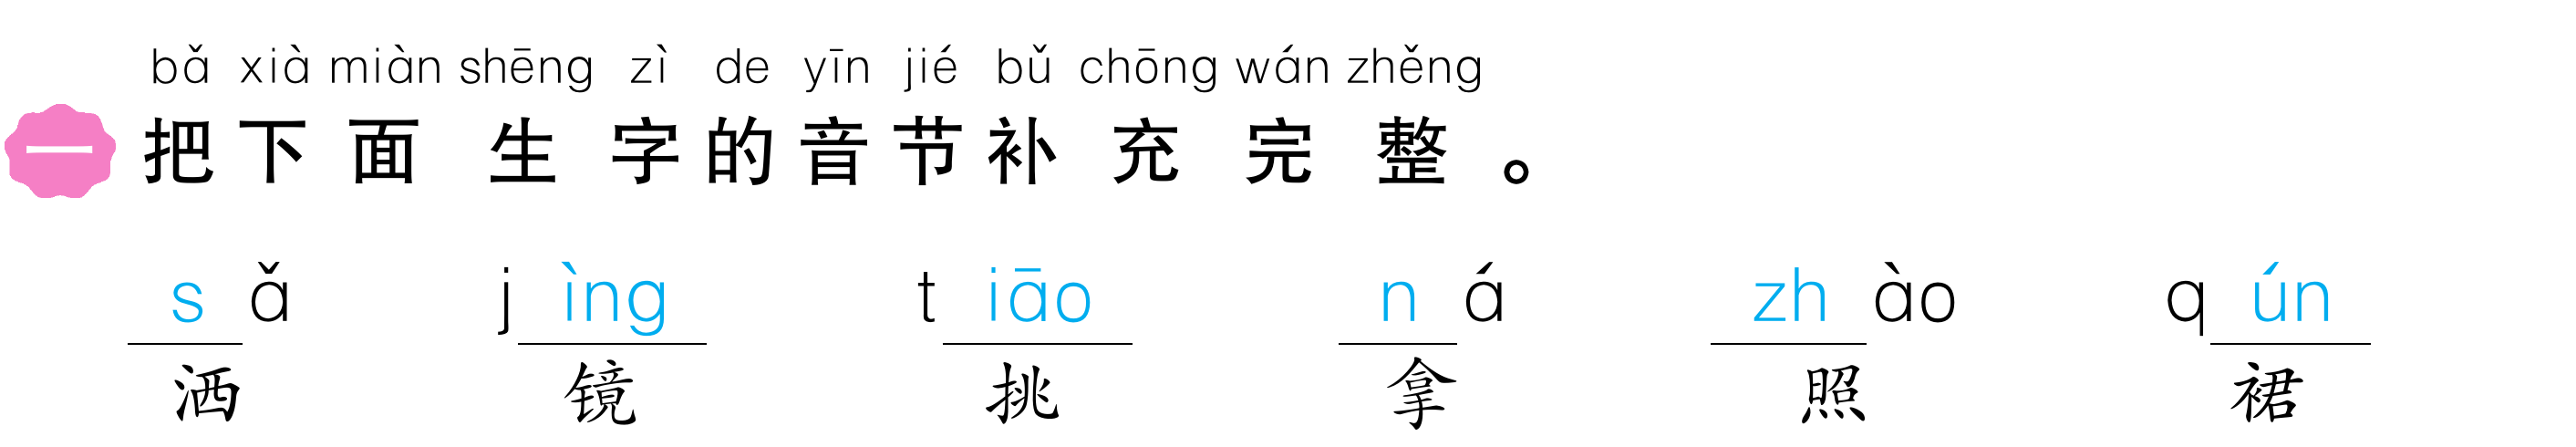 bǎ xià miàn shēng zì de yīn jié bǔ chōng wán zhěng
一 把下面生字的音节补充完整。
s ǎ j ìng t iāo n á zh ào q ún
洒 镜 挑 拿 照 裙